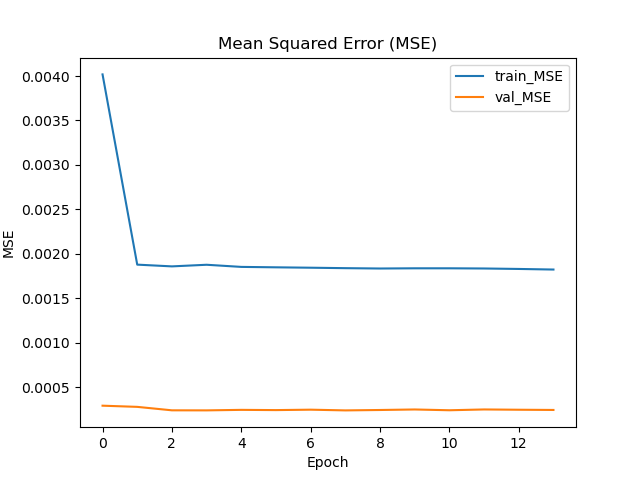 Mean Squared Error (MSE)
train_MSE
val_MSE
0.0040
0.0035
0.0030
0.0025
0.0020
0.0015
0.0010
0.0005
MSE
0 2 4 6 8 10 12
Epoch